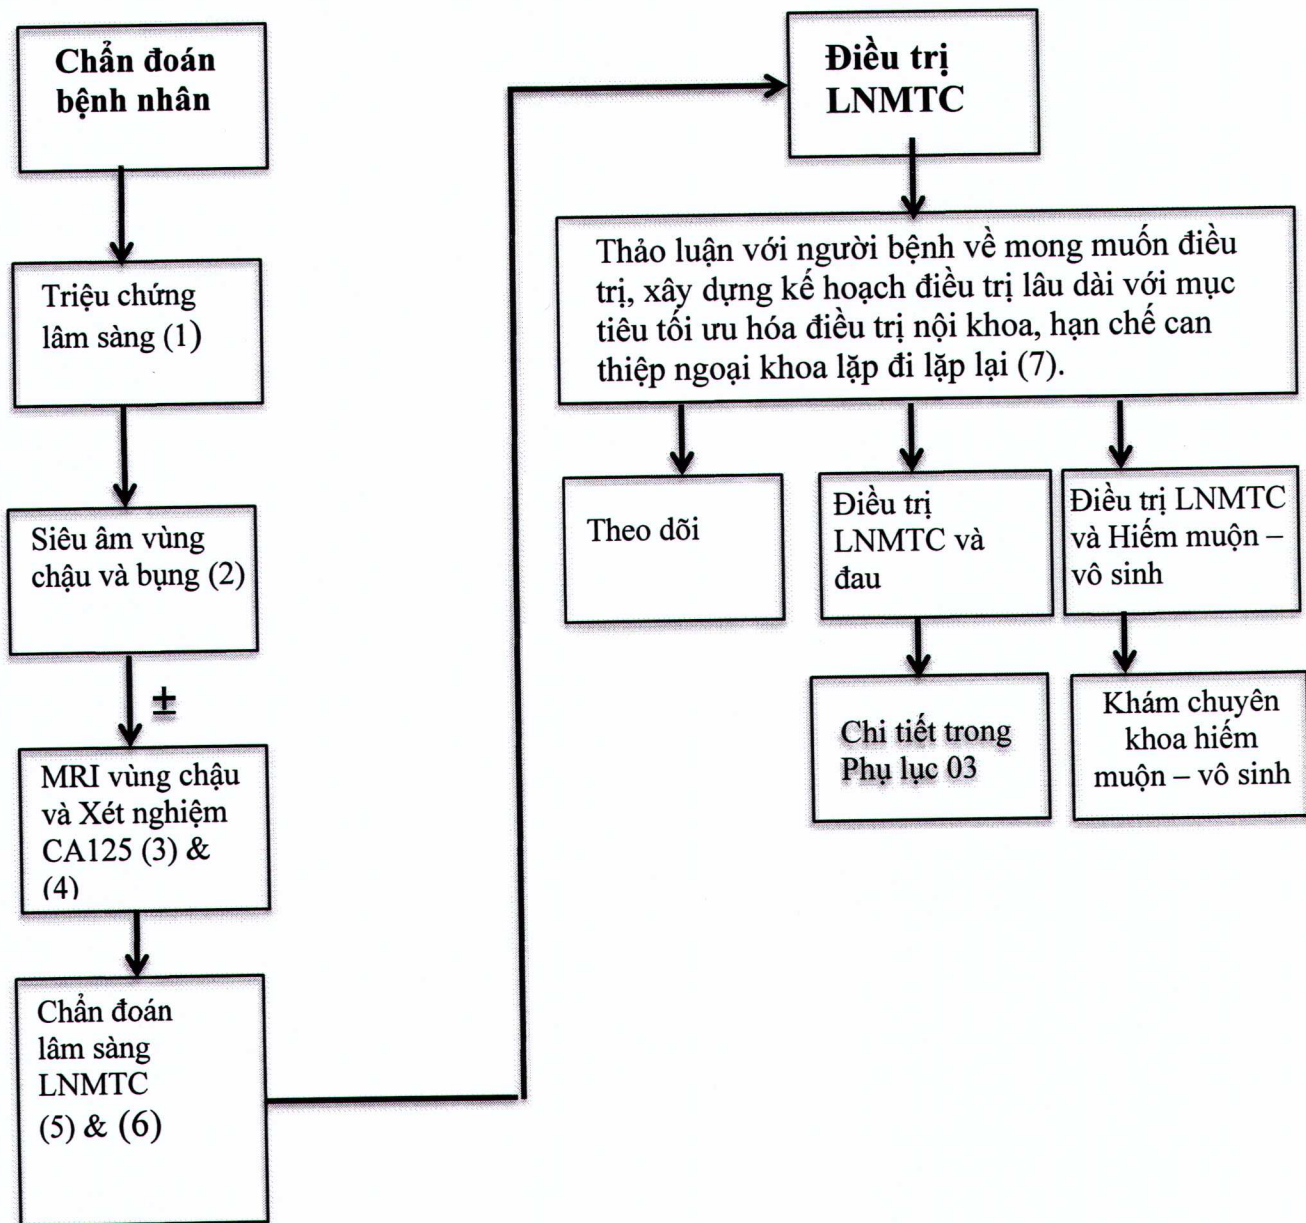 Chẩn đoán
bệnh nhân
Triệu chứng
lâm sàng (1)
Siêu âm vùng
chậu và bụng (2)
±
MRI vùng chậu
và Xét nghiệm
CA125 (3) &
(4)
Chẩn đoán
lâm sàng
LNMTC
(5) & (6)
Điều trị
LNMTC
Thảo luận với người bệnh về mong muốn điều
trị, xây dựng kế hoạch điều trị lâu dài với mục
tiêu tối ưu hóa điều trị nội khoa, hạn chế can
thiệp ngoại khoa lặp đi lặp lại (7).
Theo dõi
Điều trị
LNMTC và
đau
Điều trị LNMTC
và Hiếm muộn –
vô sinh
Chi tiết trong
Phụ lục 03
Khám chuyên
khoa hiếm
muộn – vô sinh